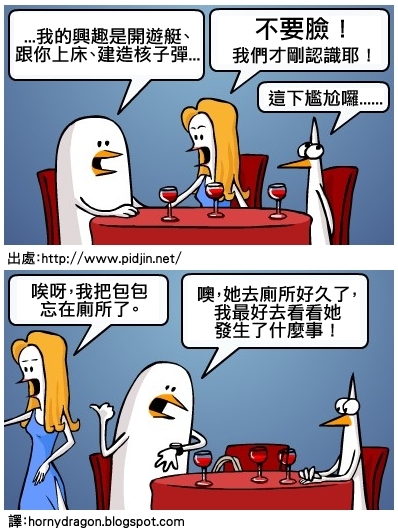 ...我的興趣是開遊艇、
跟你上床、建造核子彈...
不要臉！
我們才剛認識耶！
這下尷尬囉......
出處:http://www.pidjin.net/
唉呀,我把包包
忘在廁所了。
噢,她去廁所好久了,
我最好去看看她
發生了什麼事！
譯:hornydragon.blogspot.com